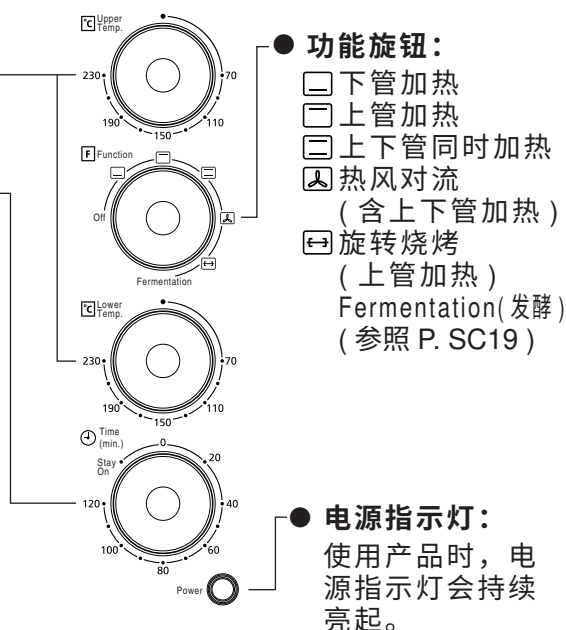 ℃ Upper
Temp.
230 70
190 110
150
● 功能旋钮：
下管加热
上管加热
上下管同时加热
热风对流
( 含上下管加热 )
旋转烧烤
( 上管加热 )
Fermentation( 发酵 )
( 参照 P. SC19 )
F Function
Off
Fermentation
℃ Lower
Temp.
230 70
190 110
150
Time
(min.)
0
Stay
On
20
120 40
100 60
80
Power
● 电源指示灯：
使用产品时，电
源指示灯会持续
亮起。